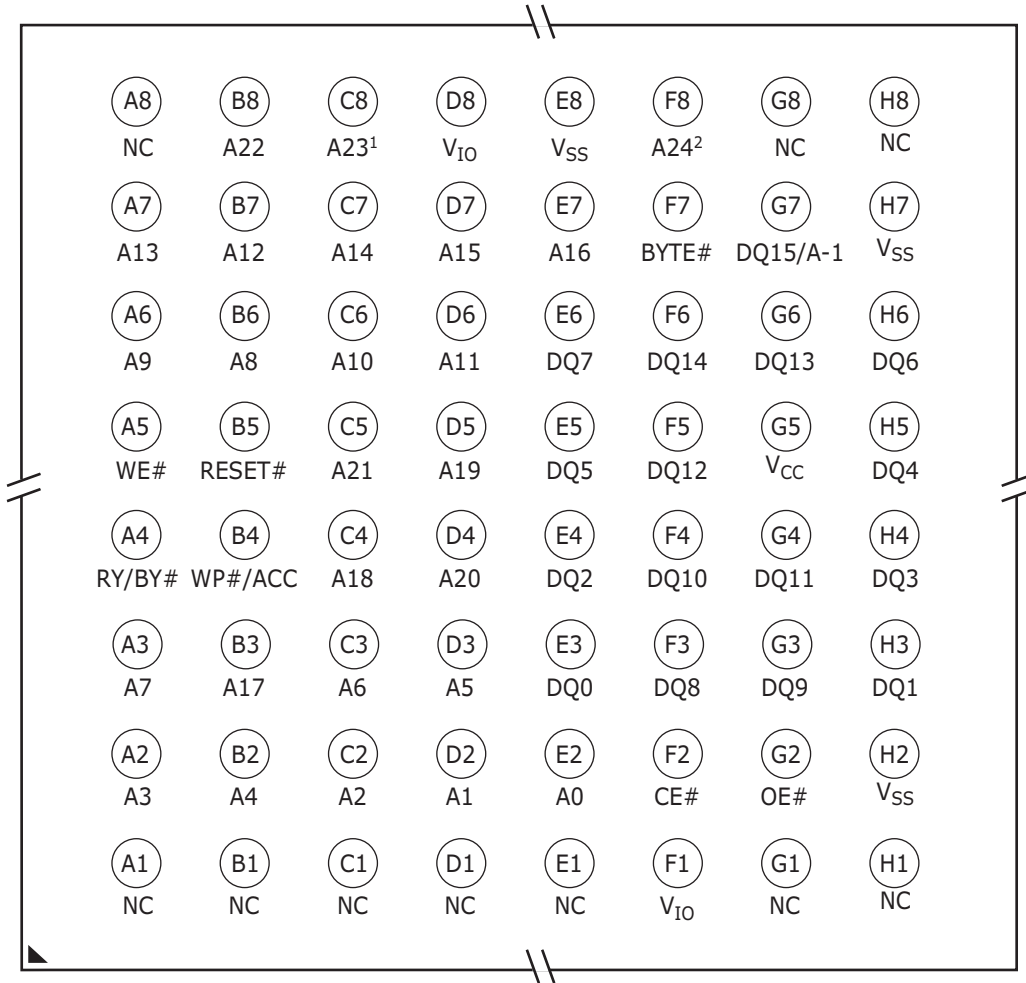 A8 B8 C8 D8 E8 F8 G8 H8
NC A22 A23¹ V_IO V_SS A24² NC NC
A7 B7 C7 D7 E7 F7 G7 H7
A13 A12 A14 A15 A16 BYTE# DQ15/A-1 V_SS
A6 B6 C6 D6 E6 F6 G6 H6
A9 A8 A10 A11 DQ7 DQ14 DQ13 DQ6
A5 B5 C5 D5 E5 F5 G5 H5
WE# RESET# A21 A19 DQ5 DQ12 V_CC DQ4
A4 B4 C4 D4 E4 F4 G4 H4
RY/BY# WP#/ACC A18 A20 DQ2 DQ10 DQ11 DQ3
A3 B3 C3 D3 E3 F3 G3 H3
A7 A17 A6 A5 DQ0 DQ8 DQ9 DQ1
A2 B2 C2 D2 E2 F2 G2 H2
A3 A4 A2 A1 A0 CE# OE# V_SS
A1 B1 C1 D1 E1 F1 G1 H1
NC NC NC NC NC V_IO NC NC